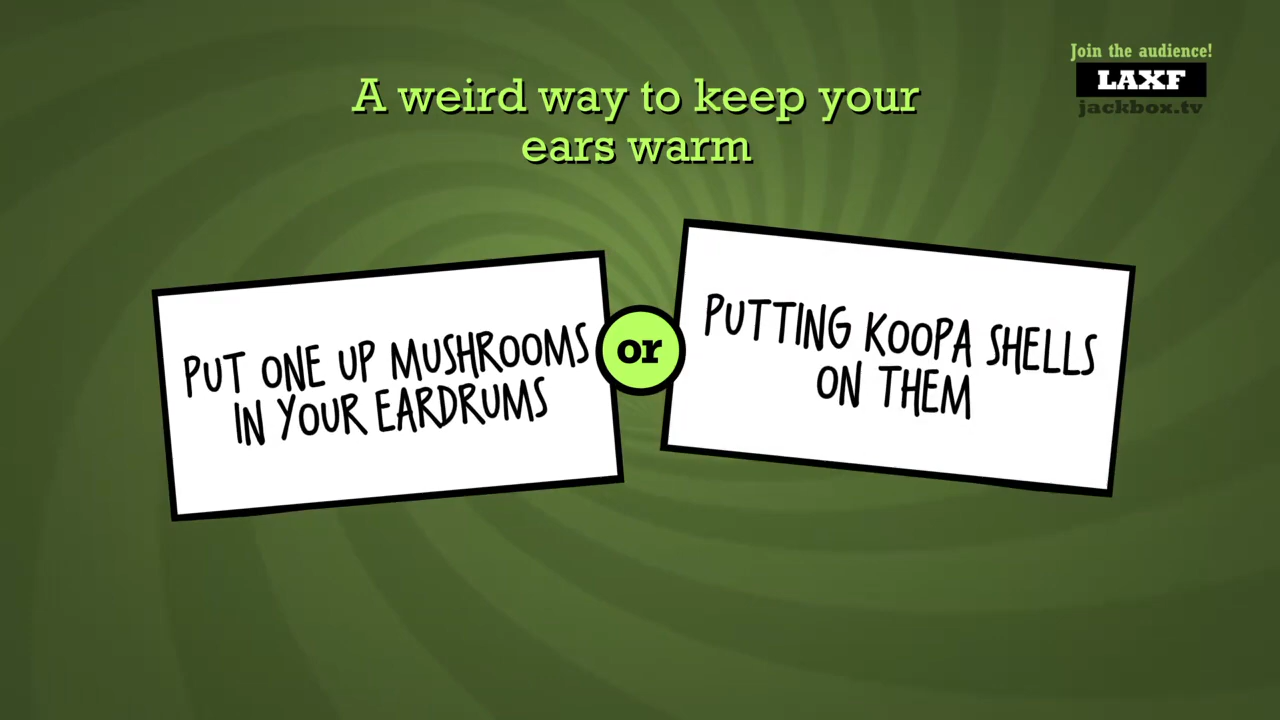 Join the audience!
LAXF
jackbox.tv
A weird way to keep your
ears warm
PUT ONE UP MUSHROOMS
IN YOUR EARDRUMS
or
PUTTING KOOPA SHELLS
ON THEM